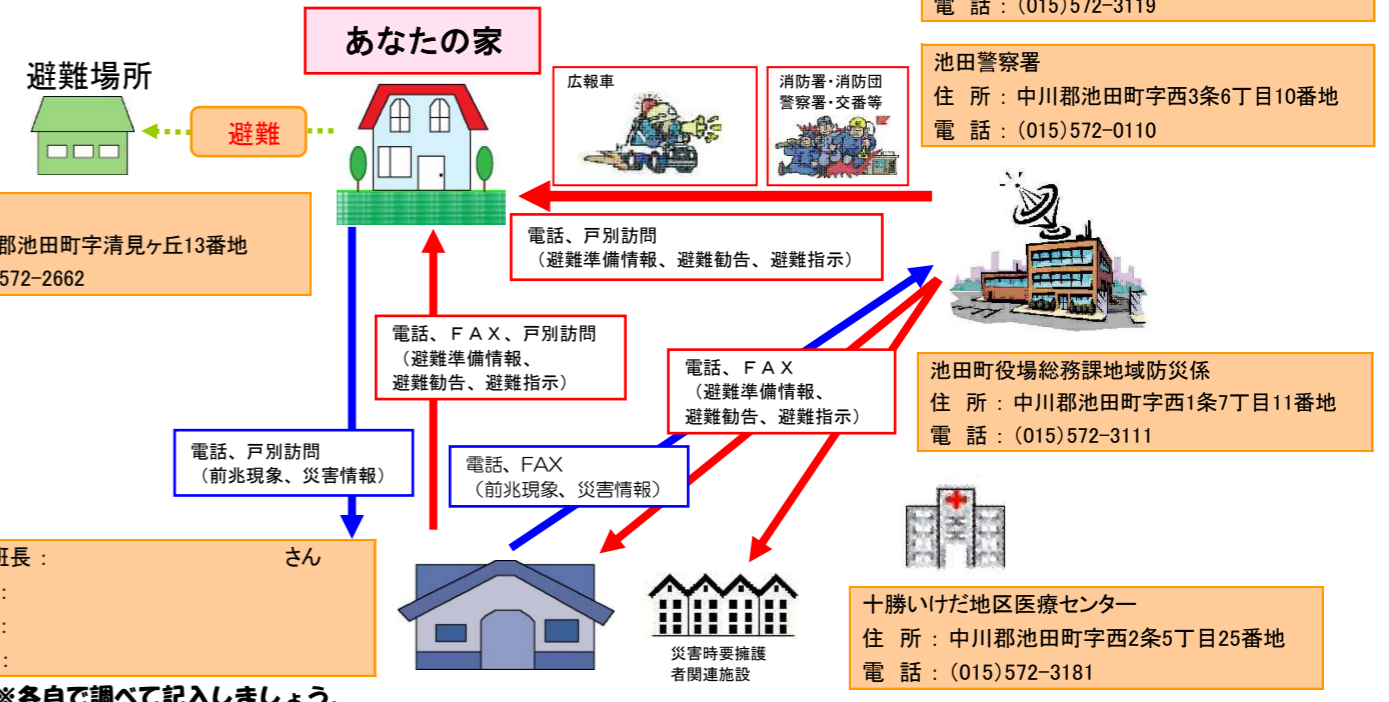 電 話 : (015)572-3119
あなたの家
避難場所
避難
広報車
消防署・消防団
警察署・交番等
池田警察署
住 所 : 中川郡池田町字西3条6丁目10番地
電 話 : (015)572-0110
郡池田町字清見ヶ丘13番地
572-2662
電話、戸別訪問
(避難準備情報、避難勧告、避難指示)
電話、ＦＡＸ、戸別訪問
(避難準備情報、
避難勧告、避難指示)
電話、ＦＡＸ
(避難準備情報、
避難勧告、避難指示)
池田町役場総務課地域防災係
住 所 : 中川郡池田町字西1条7丁目11番地
電 話 : (015)572-3111
電話、戸別訪問
(前兆現象、災害情報)
電話、FAX
(前兆現象、災害情報)
班長 : さん
:
:
:
災害時要擁護
者関連施設
十勝いけだ地区医療センター
住 所 : 中川郡池田町字西2条5丁目25番地
電 話 : (015)572-3181
※各自で調べて記入しましょう。